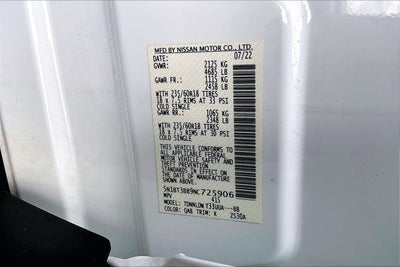 MFD BY NISSAN MOTOR CO., LTD.
DATE: 07/22
GVWR: 2125 KG
4685 LB
GAWR FR.: 1115 KG
2458 LB
WITH 235/60R18 TIRES
18 x 7.5 RIMS AT 33 PSI
COLD SINGLE
GAWR RR.: 1065 KG
2348 LB
WITH 235/60R18 TIRES
18 x 7.5 RIMS AT 30 PSI
COLD SINGLE
THIS VEHICLE CONFORMS TO
ALL APPLICABLE FEDERAL MOTOR
VEHICLE SAFETY AND THEFT PREVENTION
STANDARDS IN EFFECT ON
THE DATE OF MANUFACTURE
SHOWN ABOVE.
5N1BT3BB9NC725906
MPV 415
MODEL:
COLOR: QAB TRIM: K 2530A